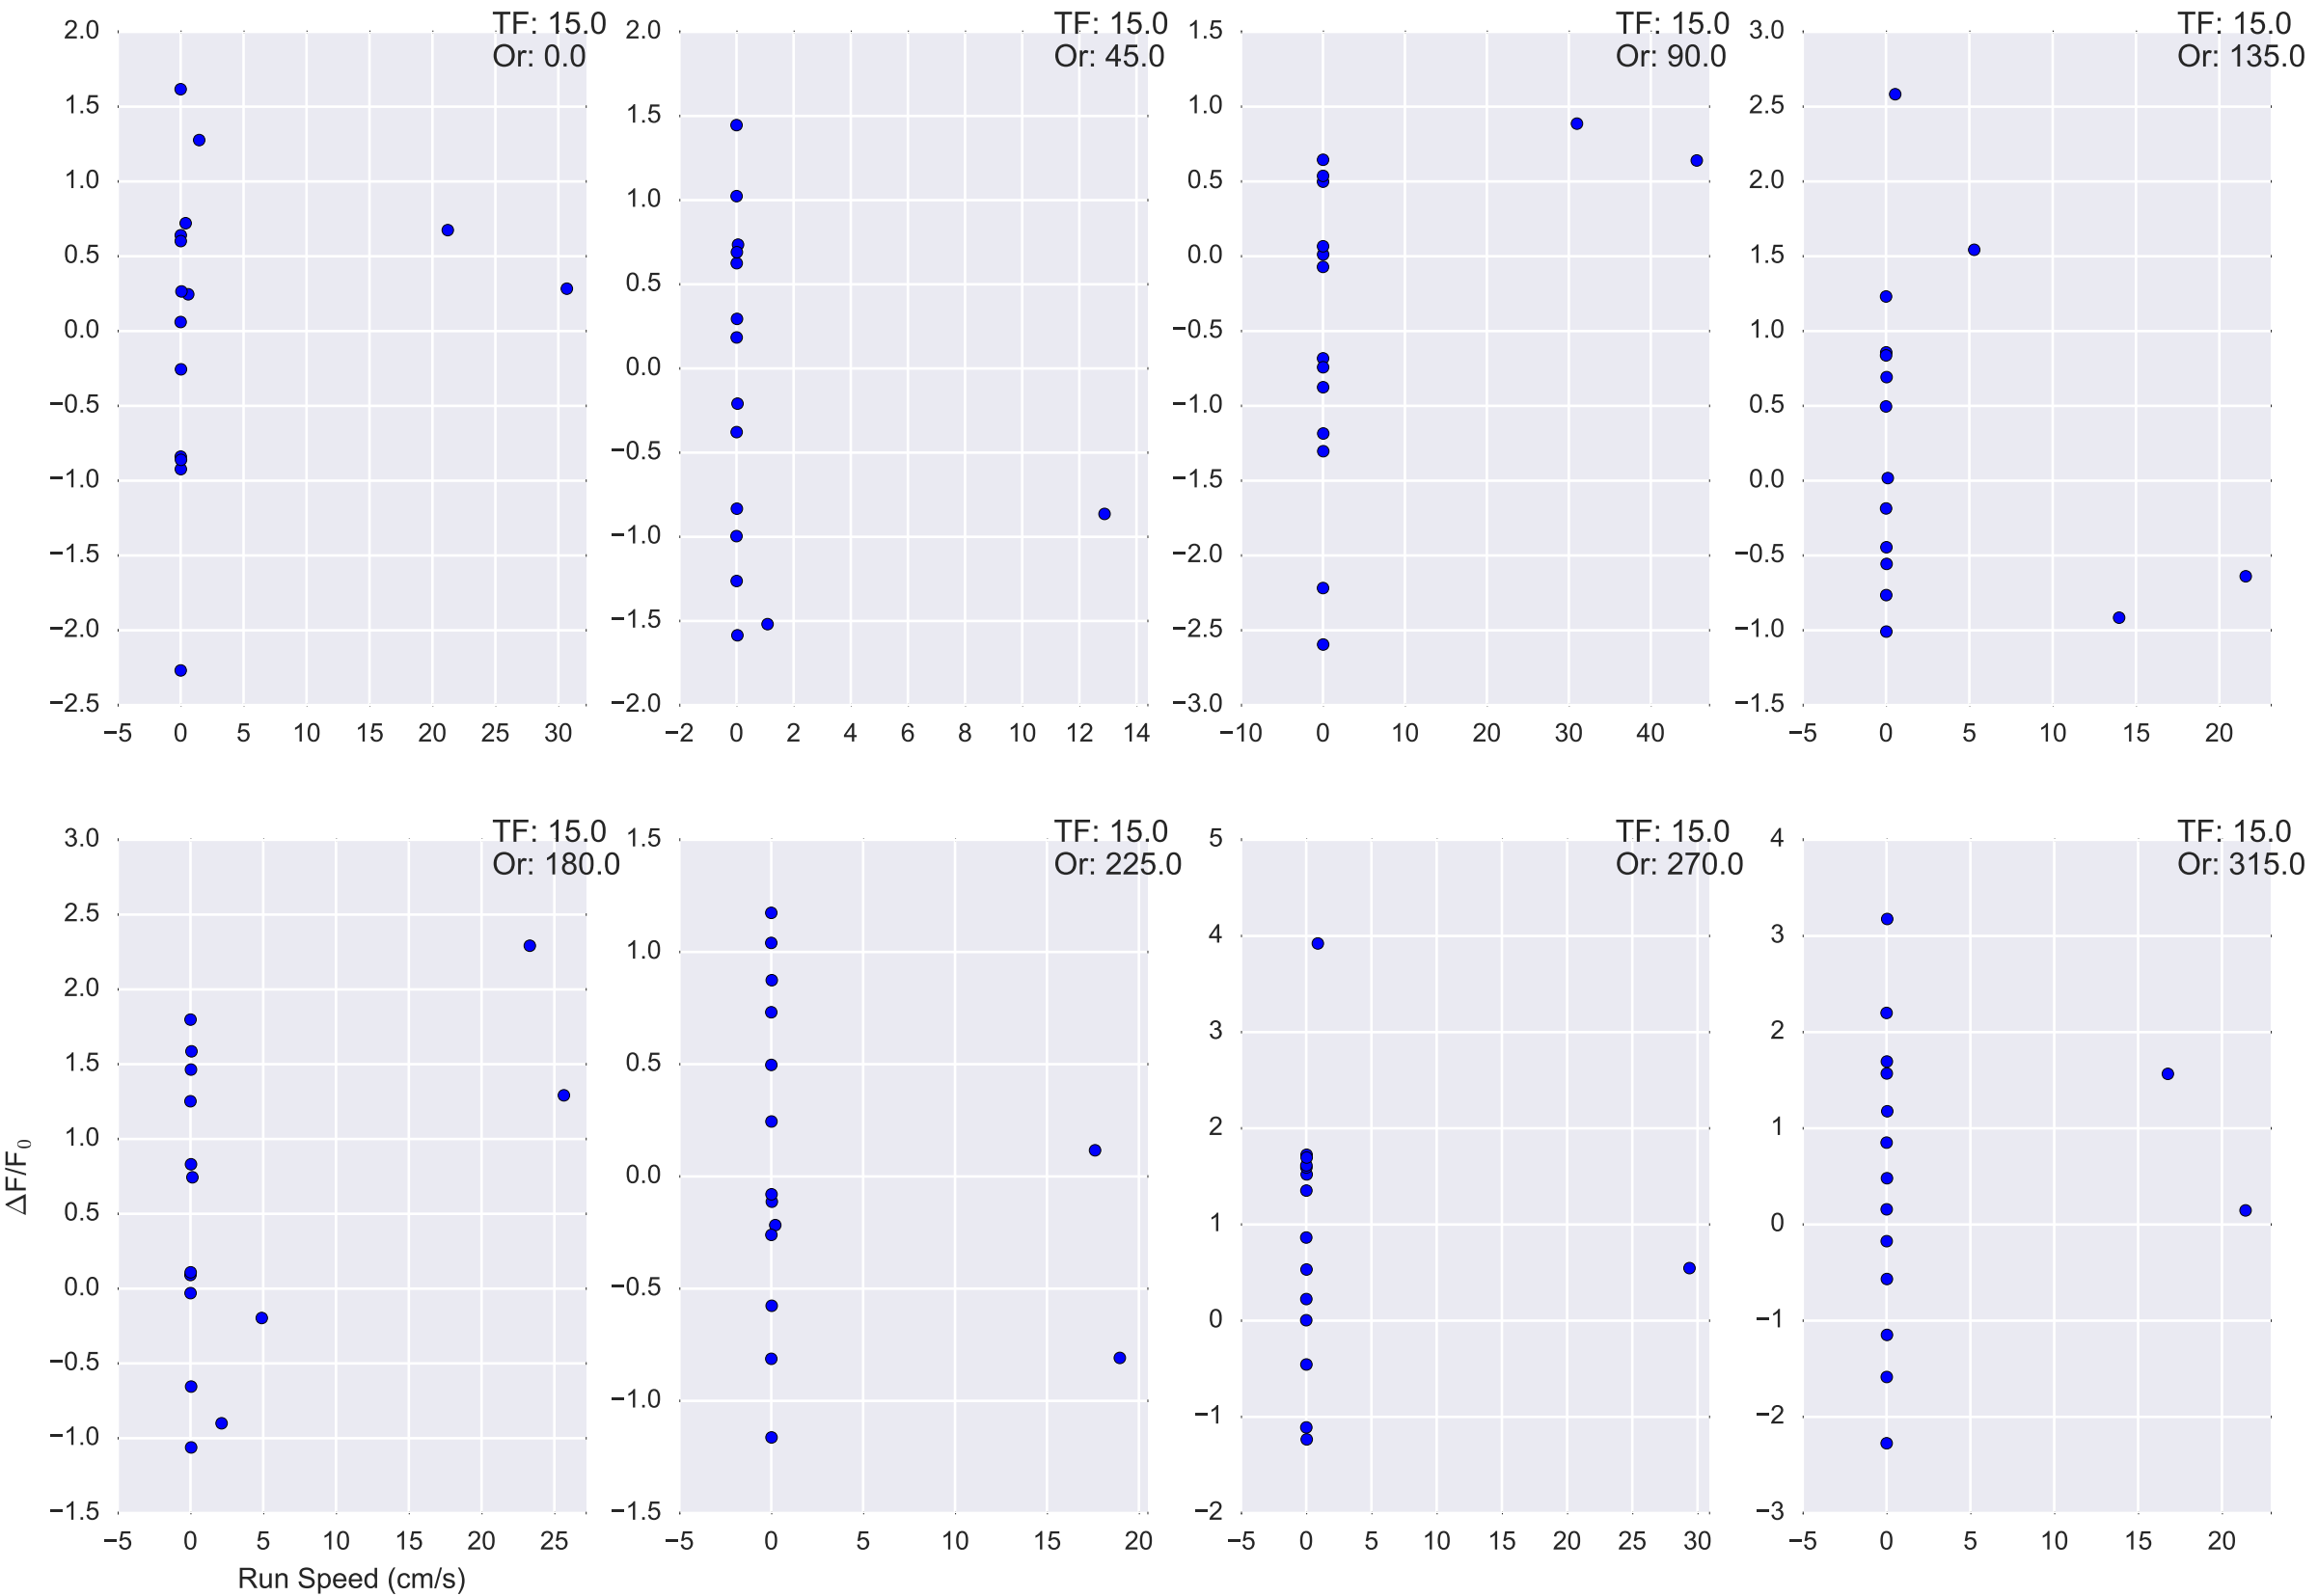 TF: 15.0
Or: 0.0
2.0
1.5
1.0
0.5
0.0
−0.5
−1.0
−1.5
−2.0
−2.5
−5 0 5 10 15 20 25 30
TF: 15.0
Or: 45.0
2.0
1.5
1.0
0.5
0.0
−0.5
−1.0
−1.5
−2.0
−2 0 2 4 6 8 10 12 14
TF: 15.0
Or: 90.0
1.5
1.0
0.5
0.0
−0.5
−1.0
−1.5
−2.0
−2.5
−3.0
−10 0 10 20 30 40
TF: 15.0
Or: 135.0
3.0
2.5
2.0
1.5
1.0
0.5
0.0
−0.5
−1.0
−1.5
−5 0 5 10 15 20
TF: 15.0
Or: 180.0
3.0
2.5
2.0
1.5
1.0
0.5
0.0
−0.5
−1.0
−1.5
−5 0 5 10 15 20 25
ΔF/F₀
Run Speed (cm/s)
TF: 15.0
Or: 225.0
1.5
1.0
0.5
0.0
−0.5
−1.0
−1.5
−5 0 5 10 15 20
TF: 15.0
Or: 270.0
5
4
3
2
1
0
−1
−2
−5 0 5 10 15 20 25 30
TF: 15.0
Or: 315.0
4
3
2
1
0
−1
−2
−3
−5 0 5 10 15 20